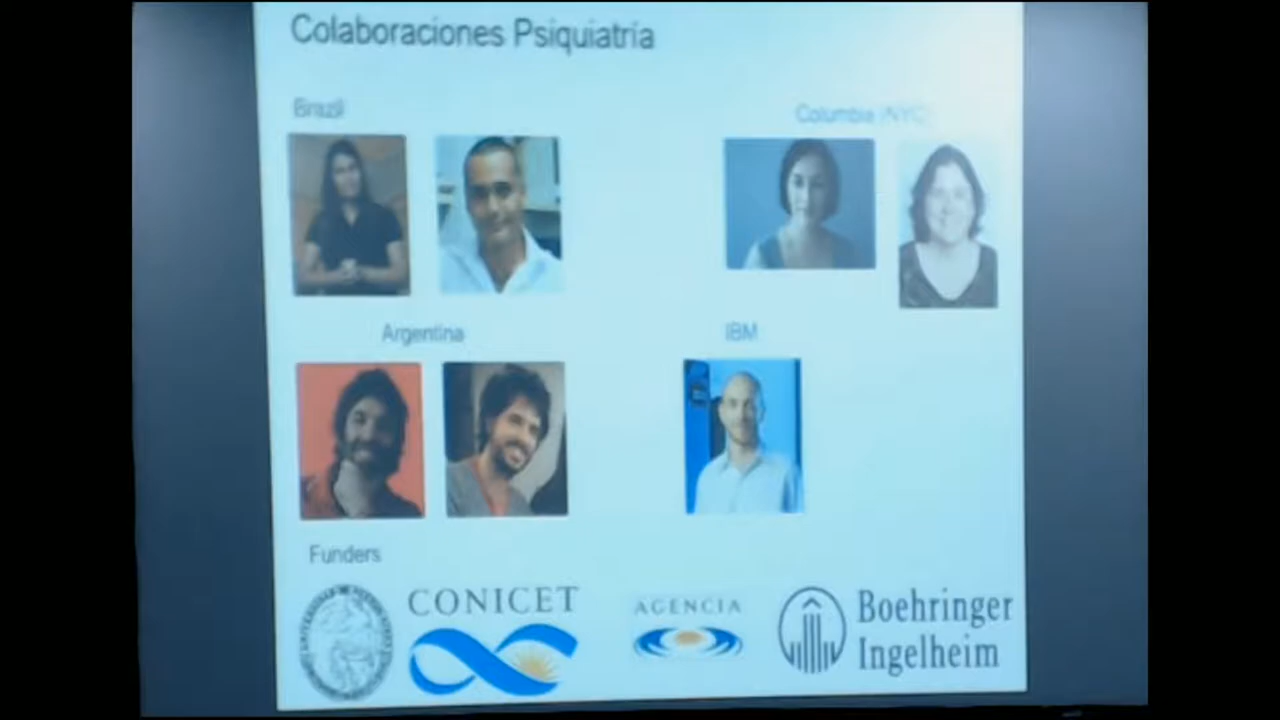 Colaboraciones Psiquiatria
Brazil
Columbia (NYC)
Argentina
IBM
Funders
CONICET
AGENCIA
Boehringer
Ingelheim